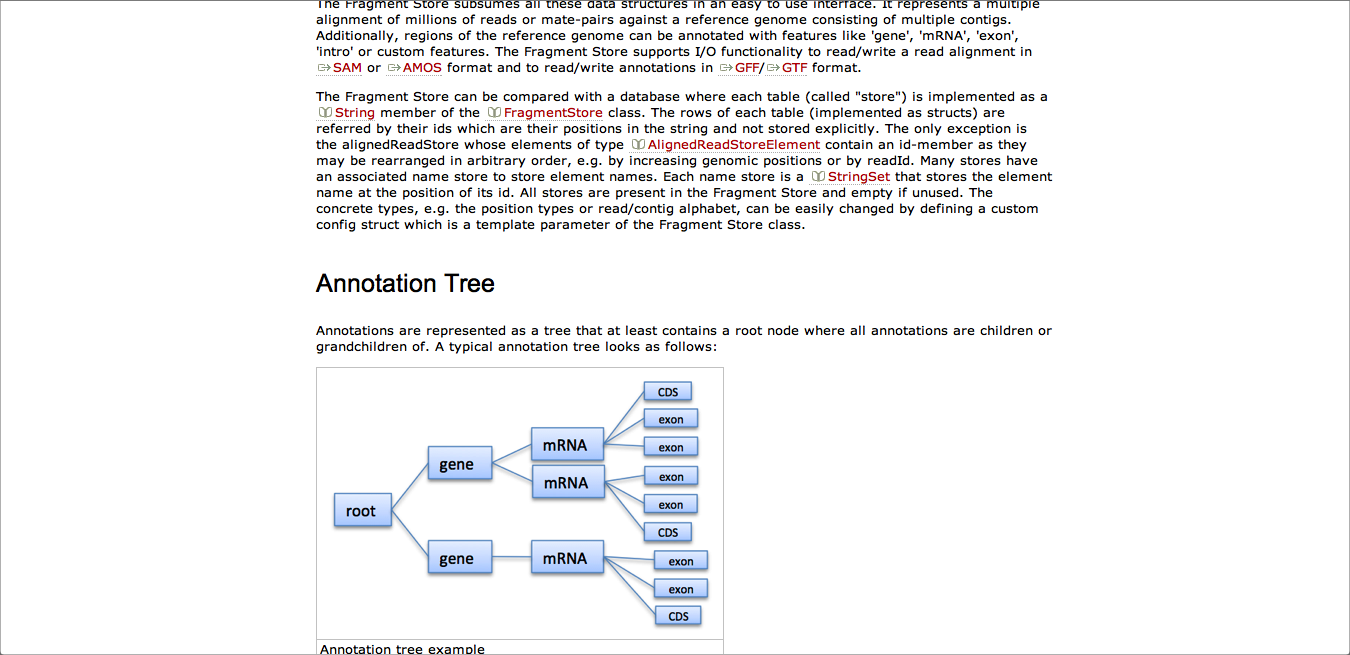 The Fragment Store subsumes all these data structures in an easy to use interface. It represents a multiple
alignment of millions of reads or mate-pairs against a reference genome consisting of multiple contigs.
Additionally, regions of the reference genome can be annotated with features like 'gene', 'mRNA', 'exon',
'intro' or custom features. The Fragment Store supports I/O functionality to read/write a read alignment in
SAM or AMOS format and to read/write annotations in GFF/GTF format.
The Fragment Store can be compared with a database where each table (called "store") is implemented as a
String member of the FragmentStore class. The rows of each table (implemented as structs) are
referred by their ids which are their positions in the string and not stored explicitly. The only exception is
the alignedReadStore whose elements of type AlignedReadStoreElement contain an id-member as they
may be rearranged in arbitrary order, e.g. by increasing genomic positions or by readId. Many stores have
an associated name store to store element names. Each name store is a StringSet that stores the element
name at the position of its id. All stores are present in the Fragment Store and empty if unused. The
concrete types, e.g. the position types or read/contig alphabet, can be easily changed by defining a custom
config struct which is a template parameter of the Fragment Store class.
Annotation Tree
Annotations are represented as a tree that at least contains a root node where all annotations are children or
grandchildren of. A typical annotation tree looks as follows:
CDS
exon
mRNA
exon
gene
exon
mRNA
exon
root
CDS
gene
mRNA
exon
exon
CDS
Annotation tree example